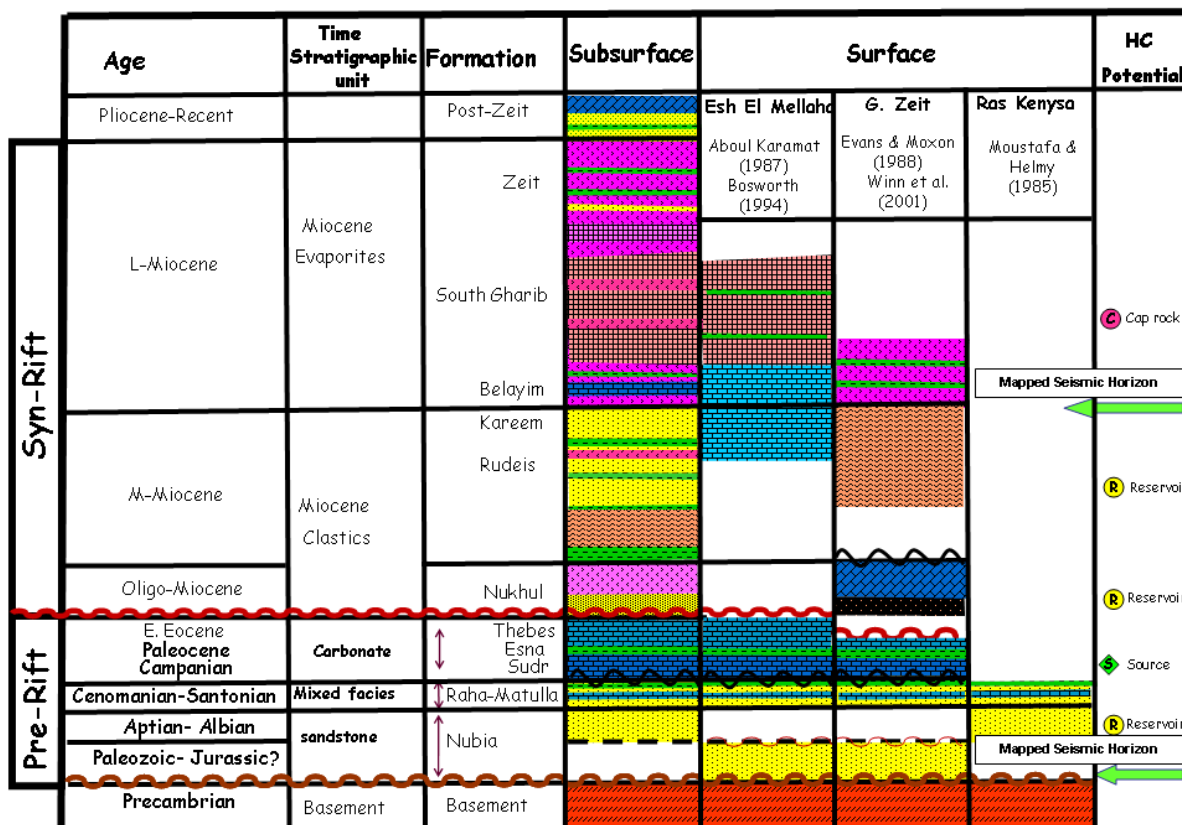 Age
Time
Stratigraphic
unit
Formation
Subsurface
Surface
HC
Potential
Pliocene-Recent
Post-Zeit
Esh El Mellaha
Aboul Karamat
(1987)
Bosworth
(1994)
G. Zeit
Evans & Moxon
(1988)
Winn et al.
(2001)
Ras Kenysa
Moustafa &
Helmy
(1985)
Syn-Rift
L-Miocene
Miocene
Evaporites
Zeit
South Gharib
Belayim
C Cap rock
Mapped Seismic Horizon
M-Miocene
Miocene
Clastics
Kareem
Rudeis
R Reservoir
Oligo-Miocene
Nukhul
R Reservoir
Pre-Rift
E. Eocene
Paleocene
Campanian
Carbonate
Thebes
Esna
Sudr
S Source
Cenomanian-Santonian
Mixed facies
Raha-Matulla
Aptian- Albian
sandstone
Nubia
R Reservoir
Paleozoic- Jurassic?
Mapped Seismic Horizon
Precambrian
Basement
Basement